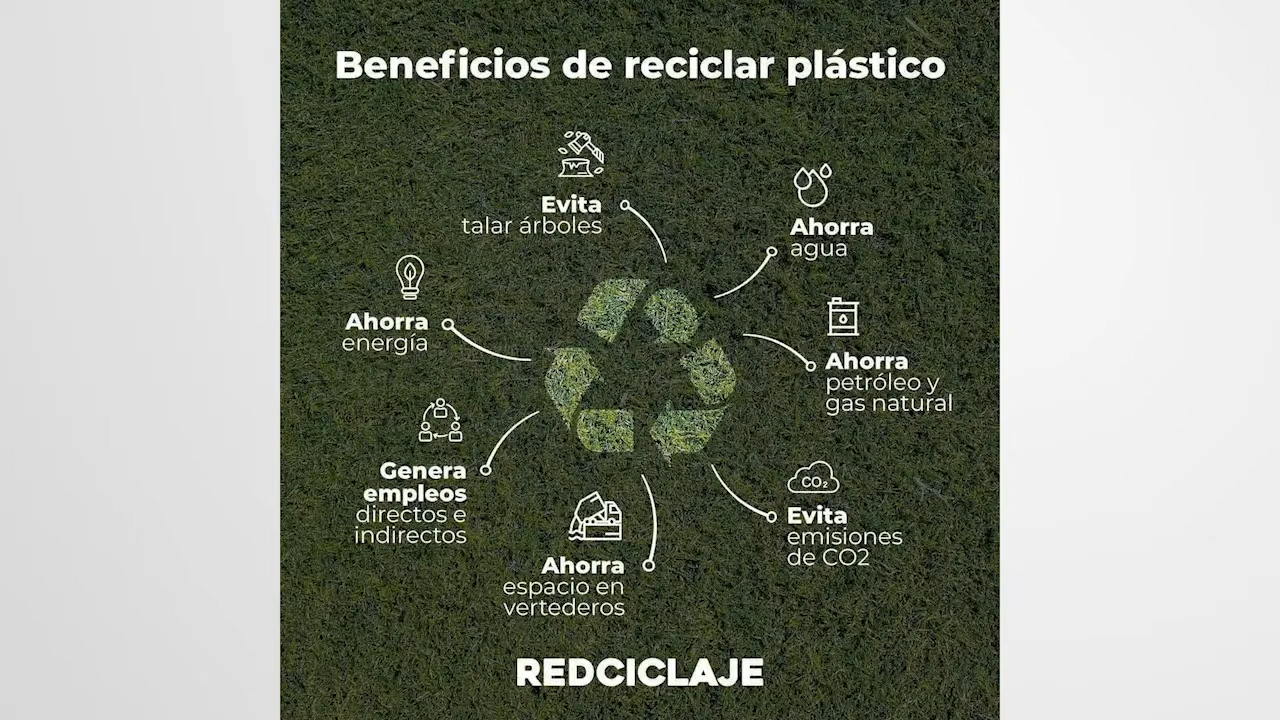 Beneficios de reciclar plástico
Evita
talar árboles
Ahorra
agua
Ahorra
energía
Ahorra
petróleo y
gas natural
Genera
empleos
directos e
indirectos
CO₂
Evita
emisiones
de CO2
Ahorra
espacio en
vertederos
REDCICLAJE